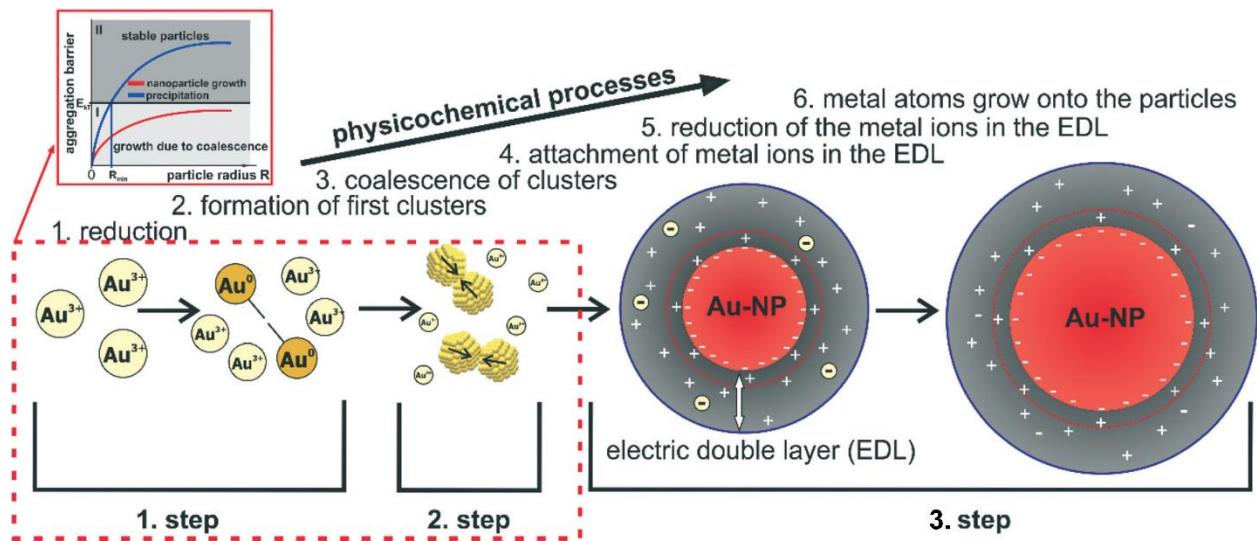 II
stable particles
nanoparticle growth
precipitation
aggregation barrier
E_kT
I
growth due to coalescence
0
R_min
particle radius R
physicochemical processes
6. metal atoms grow onto the particles
5. reduction of the metal ions in the EDL
4. attachment of metal ions in the EDL
3. coalescence of clusters
2. formation of first clusters
1. reduction
Au³⁺
Au³⁺
Au³⁺
Au⁰
Au³⁺
Au³⁺
Au³⁺
Au³⁺
Au⁰
Au-NP
Au-NP
electric double layer (EDL)
1. step
2. step
3. step